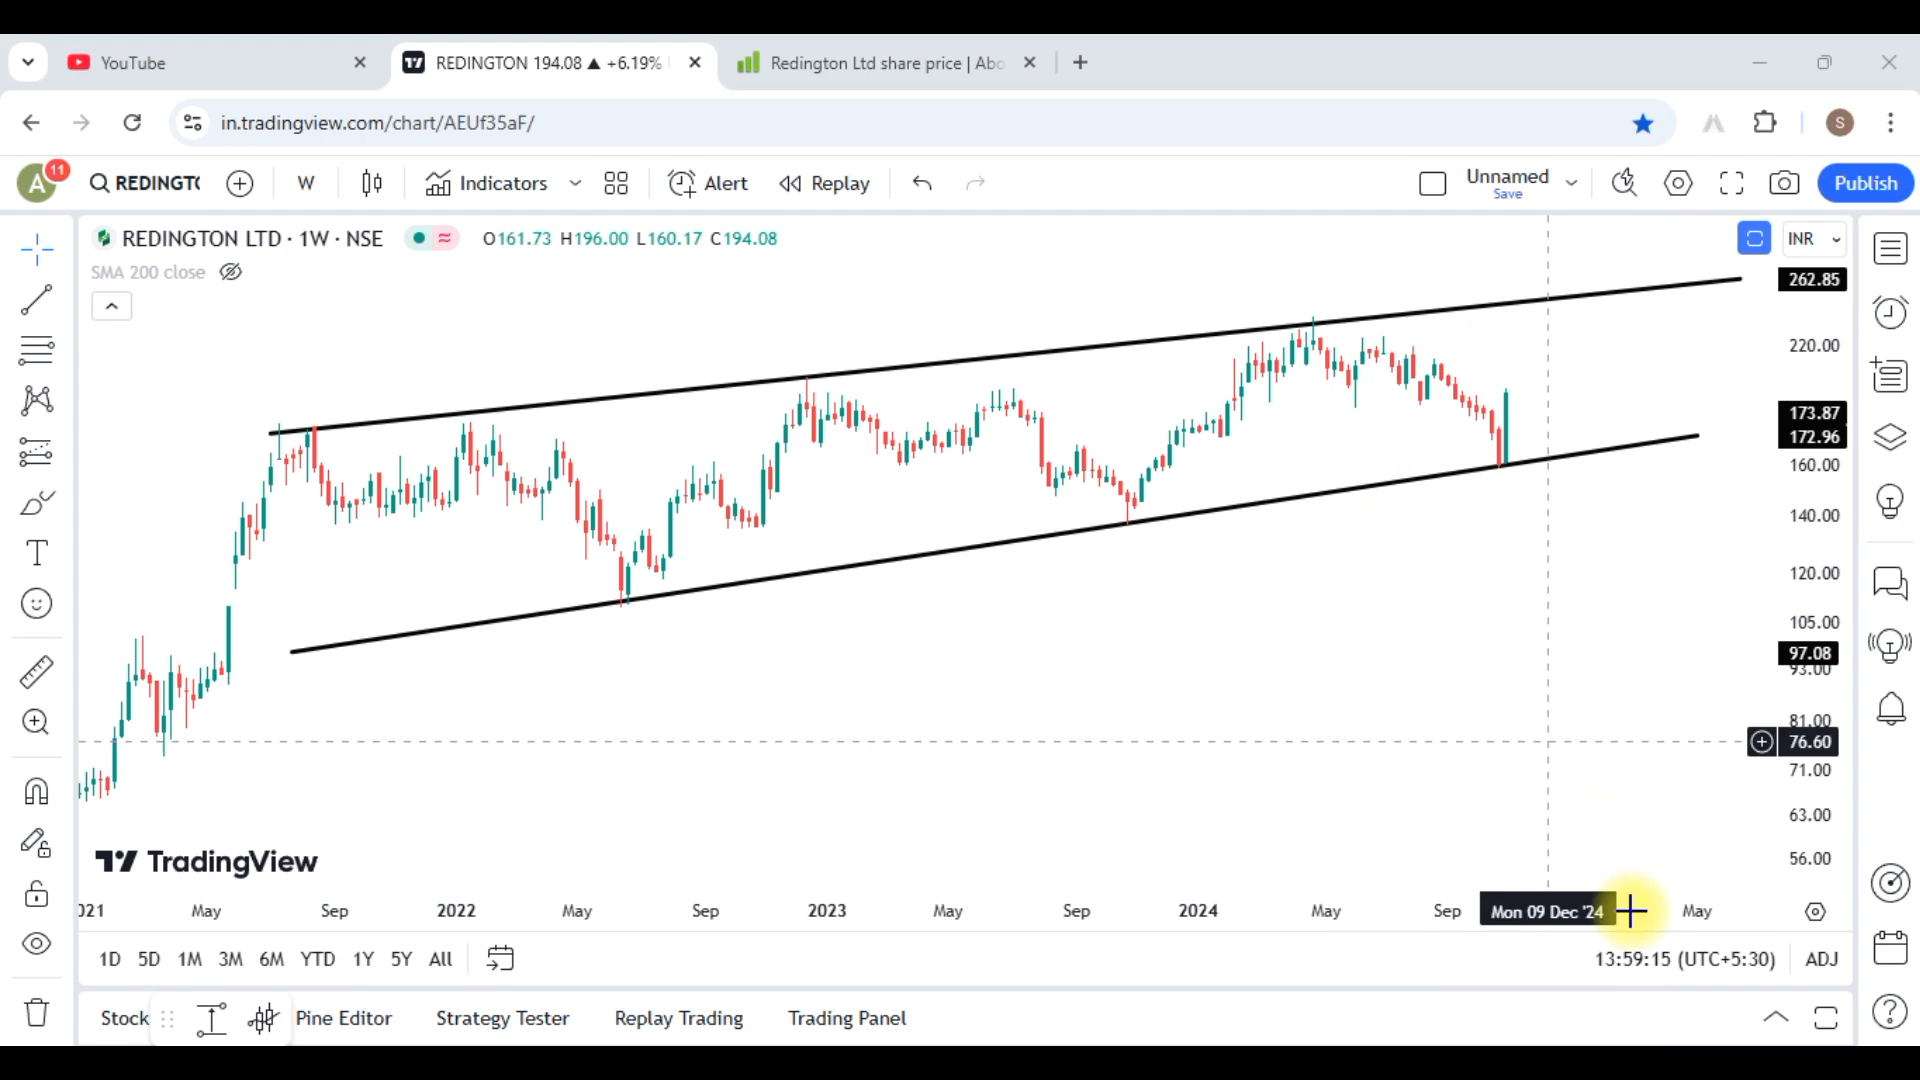 YouTube
REDINGTON 194.08 ▲ +6.19%
Redington Ltd share price | Abo
in.tradingview.com/chart/AEUf35aF/
S
A
11
REDINGTO
W
Indicators
Alert
Replay
Unnamed
Save
Publish
REDINGTON LTD · 1W · NSE
O161.73 H196.00 L160.17 C194.08
INR
SMA 200 close
262.85
220.00
173.87
172.96
160.00
140.00
120.00
105.00
97.08
93.00
81.00
76.60
71.00
63.00
56.00
TradingView
2021 May Sep 2022 May Sep 2023 May Sep 2024 May Sep Mon 09 Dec '24 May
1D 5D 1M 3M 6M YTD 1Y 5Y All
13:59:15 (UTC+5:30) ADJ
Stock Pine Editor Strategy Tester Replay Trading Trading Panel